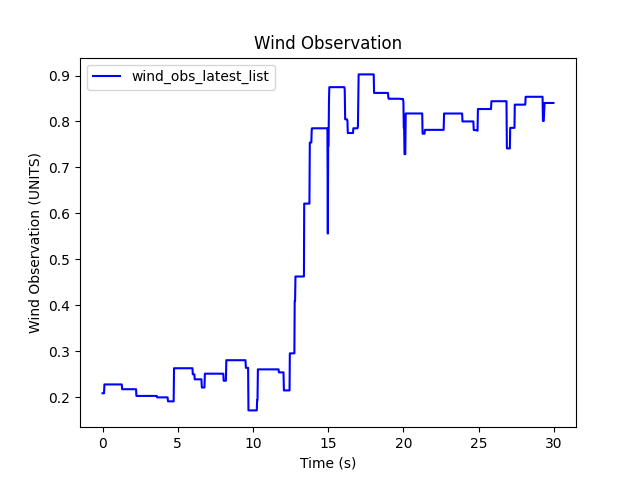 Wind Observation
wind_obs_latest_list
Wind Observation (UNITS)
0.9
0.8
0.7
0.6
0.5
0.4
0.3
0.2
0 5 10 15 20 25 30
Time (s)